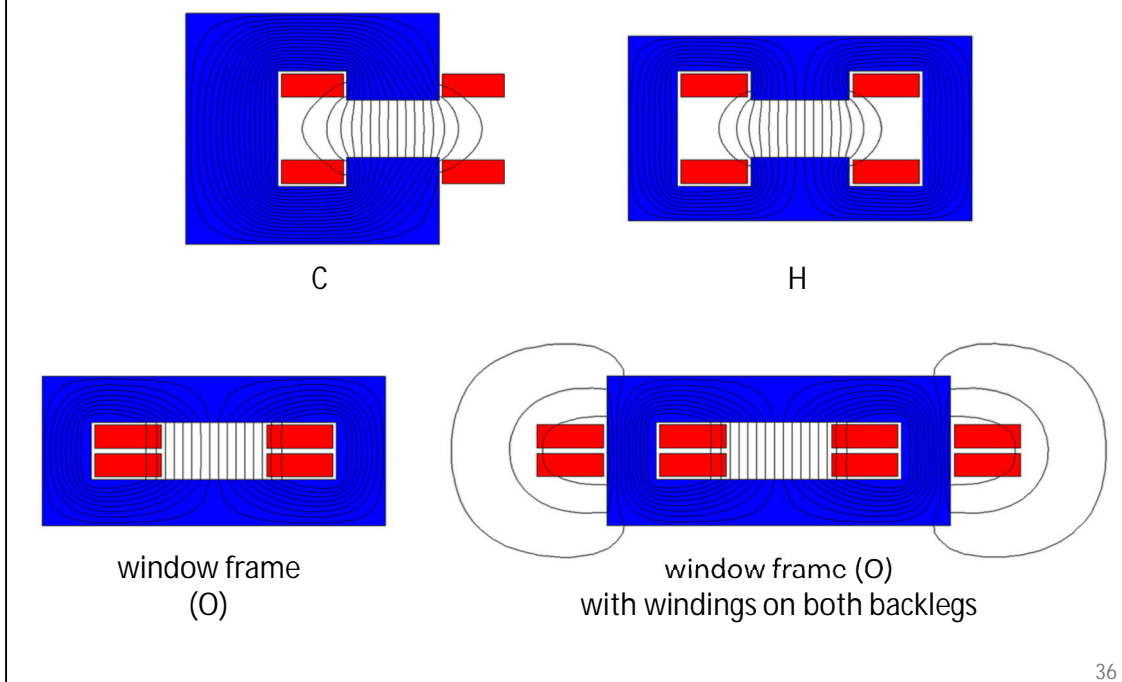 C
H
window frame
(O)
window frame (O)
with windings on both backlegs
36